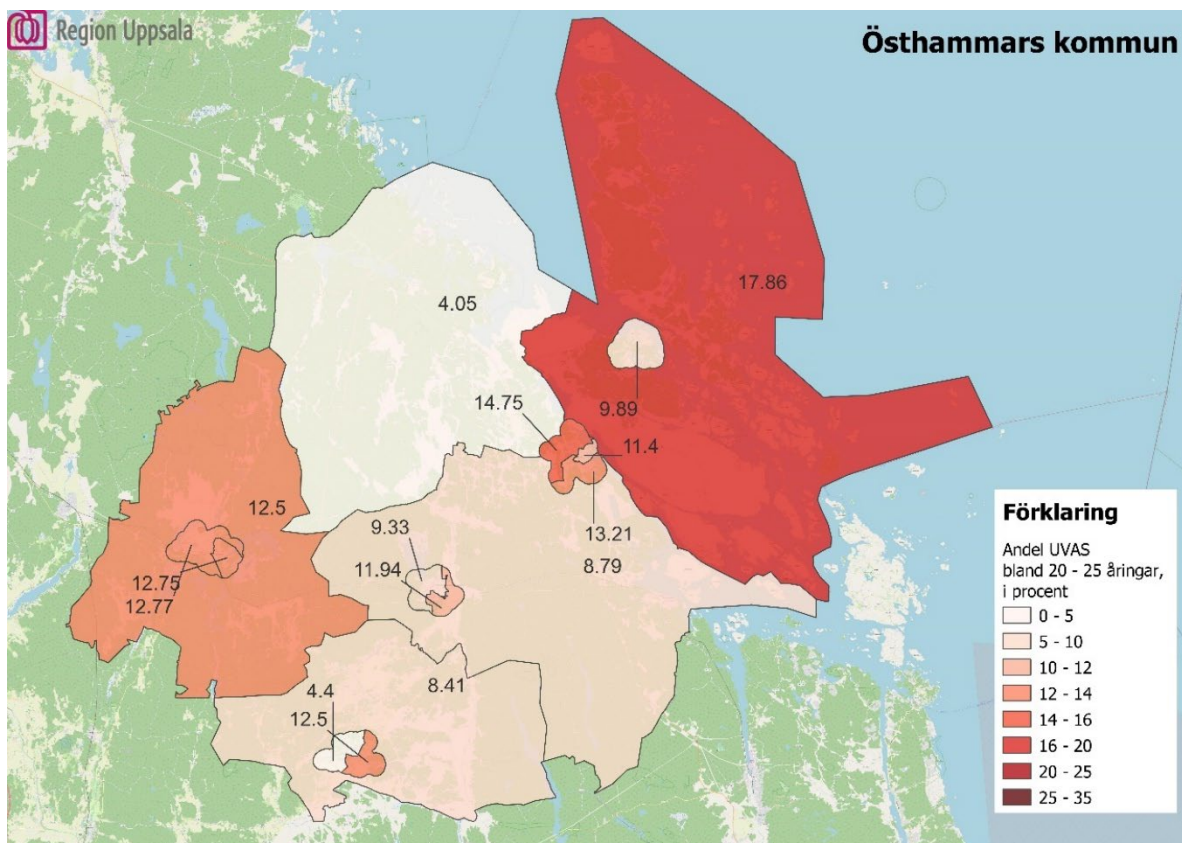 Region Uppsala
Östhammars kommun
17.86
4.05
9.89
14.75
11.4
12.5
9.33
13.21
8.79
11.94
12.75
12.77
4.4
8.41
12.5
Förklaring
Andel UVAS
bland 20 - 25 åringar,
i procent
0 - 5
5 - 10
10 - 12
12 - 14
14 - 16
16 - 20
20 - 25
25 - 35